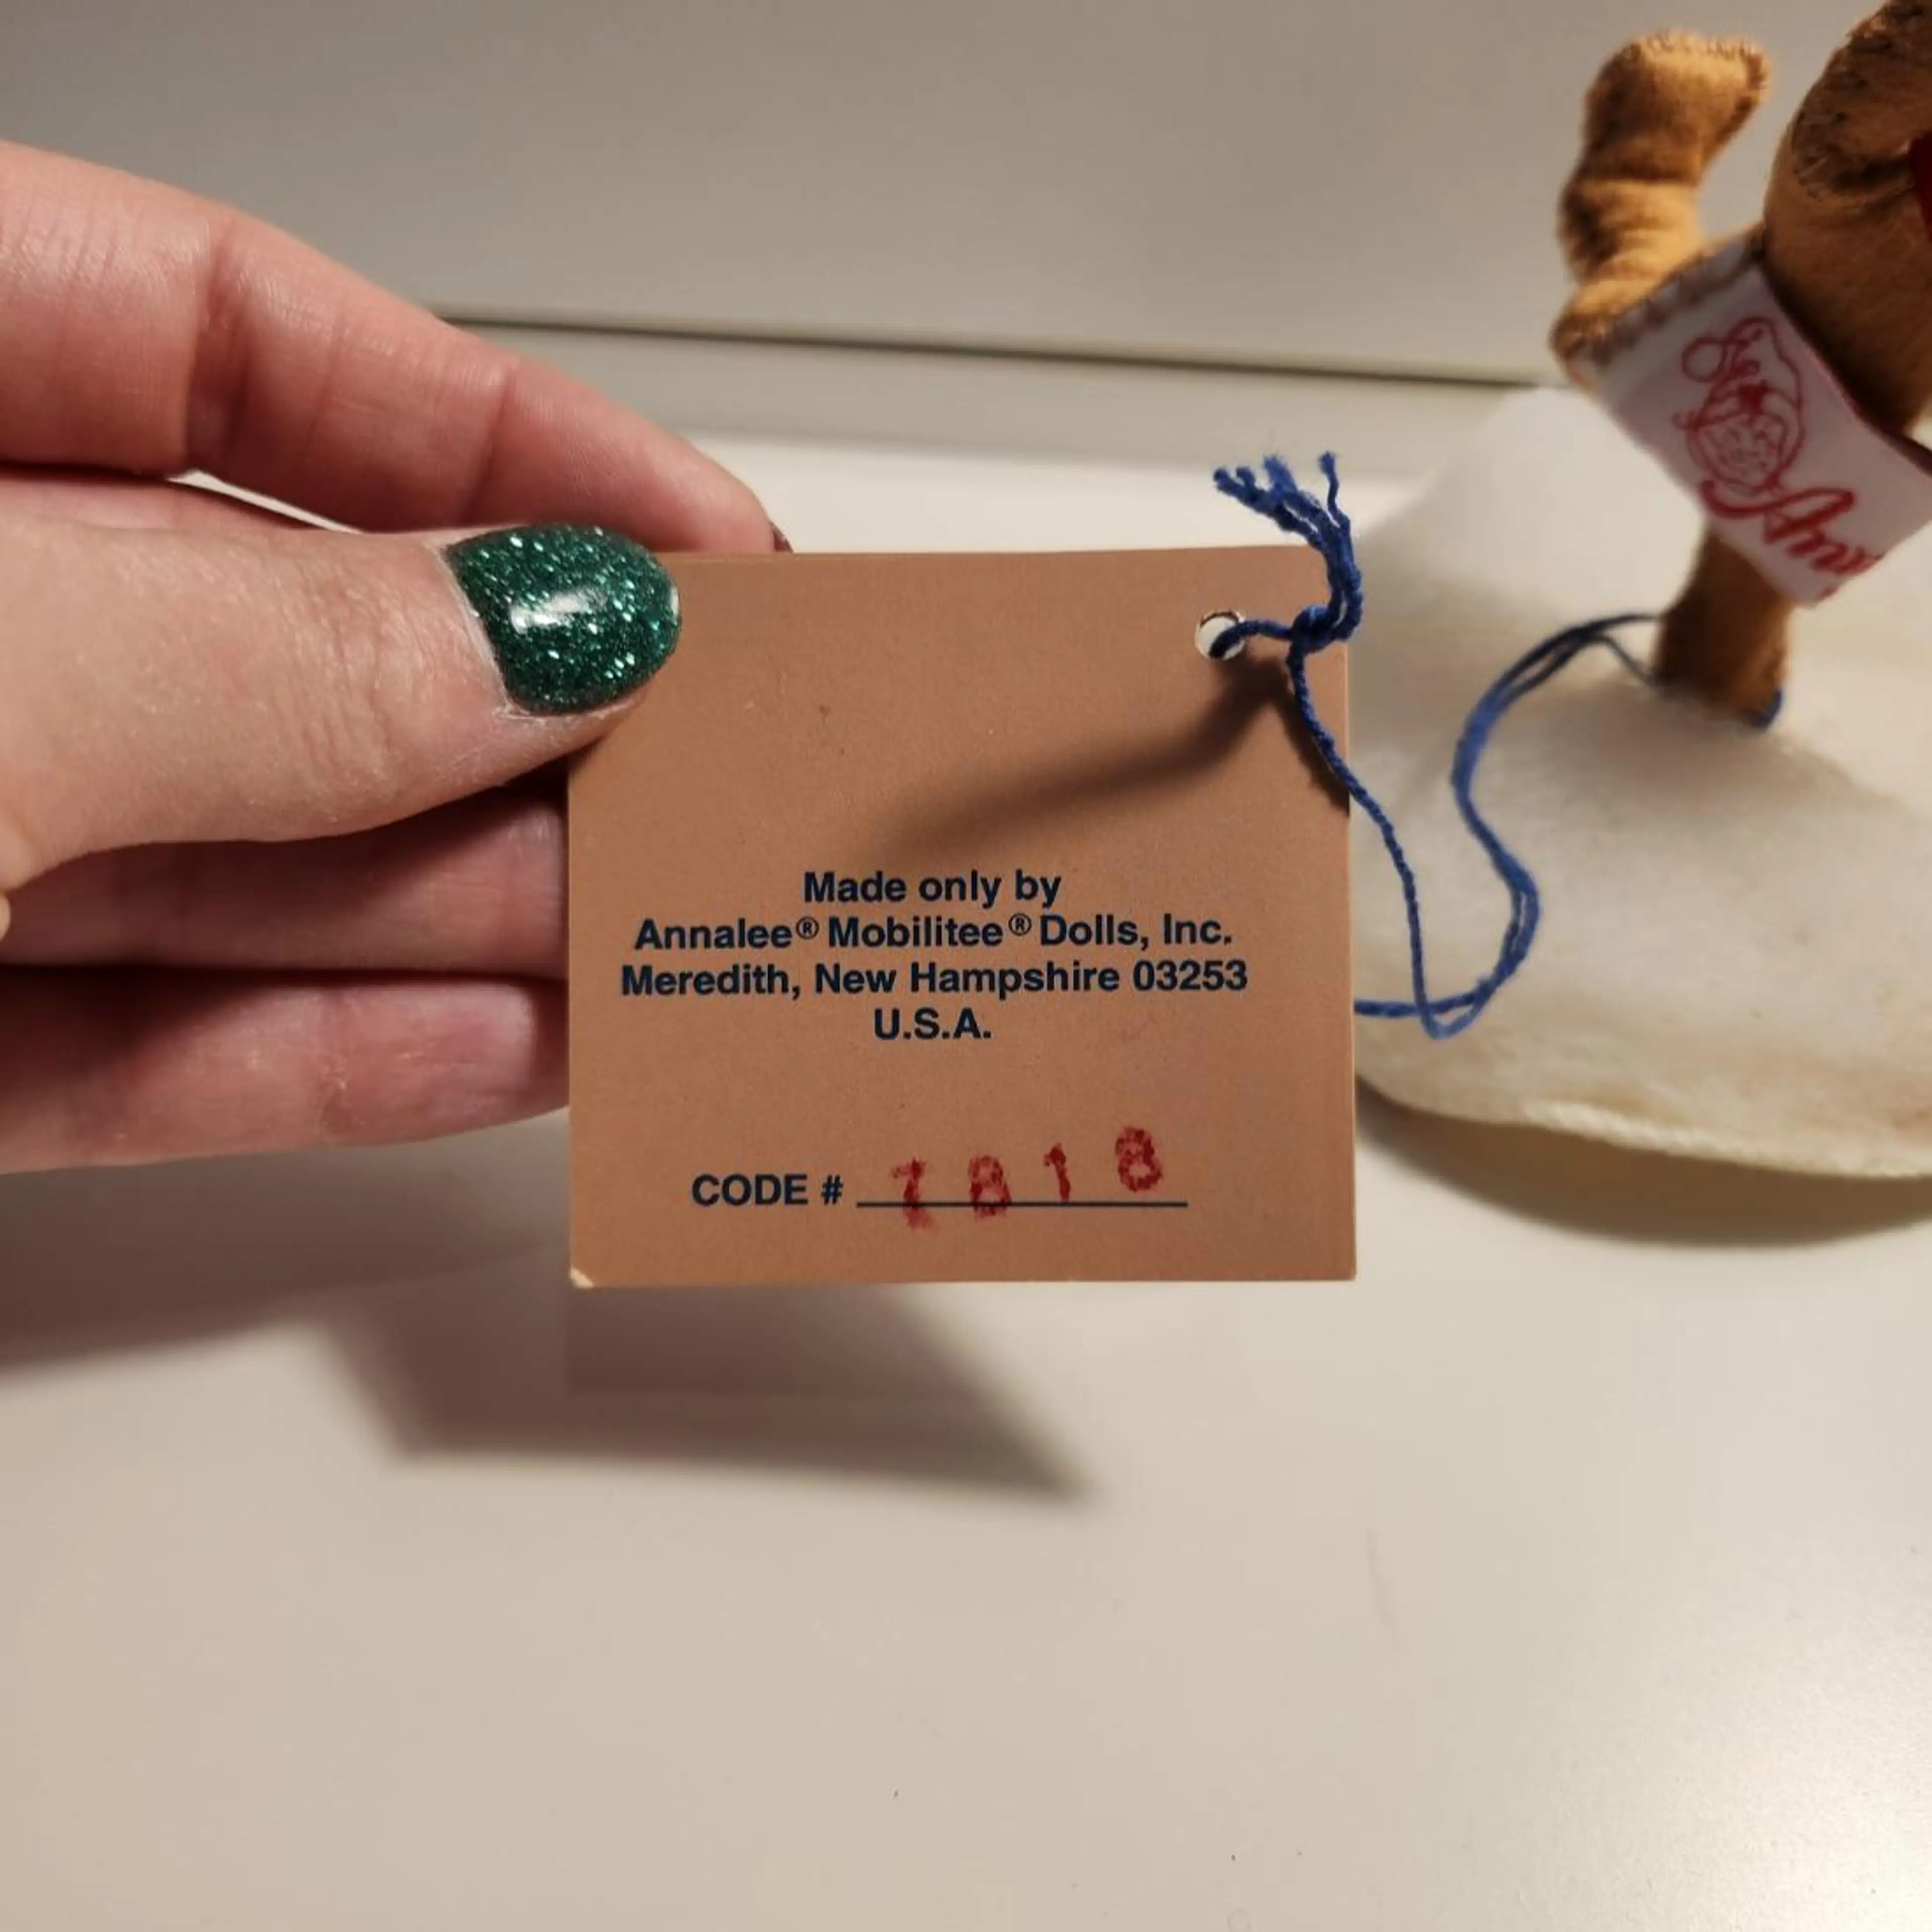 Made only by
Annalee® Mobilitee® Dolls, Inc.
Meredith, New Hampshire 03253
U.S.A.
CODE # 7818